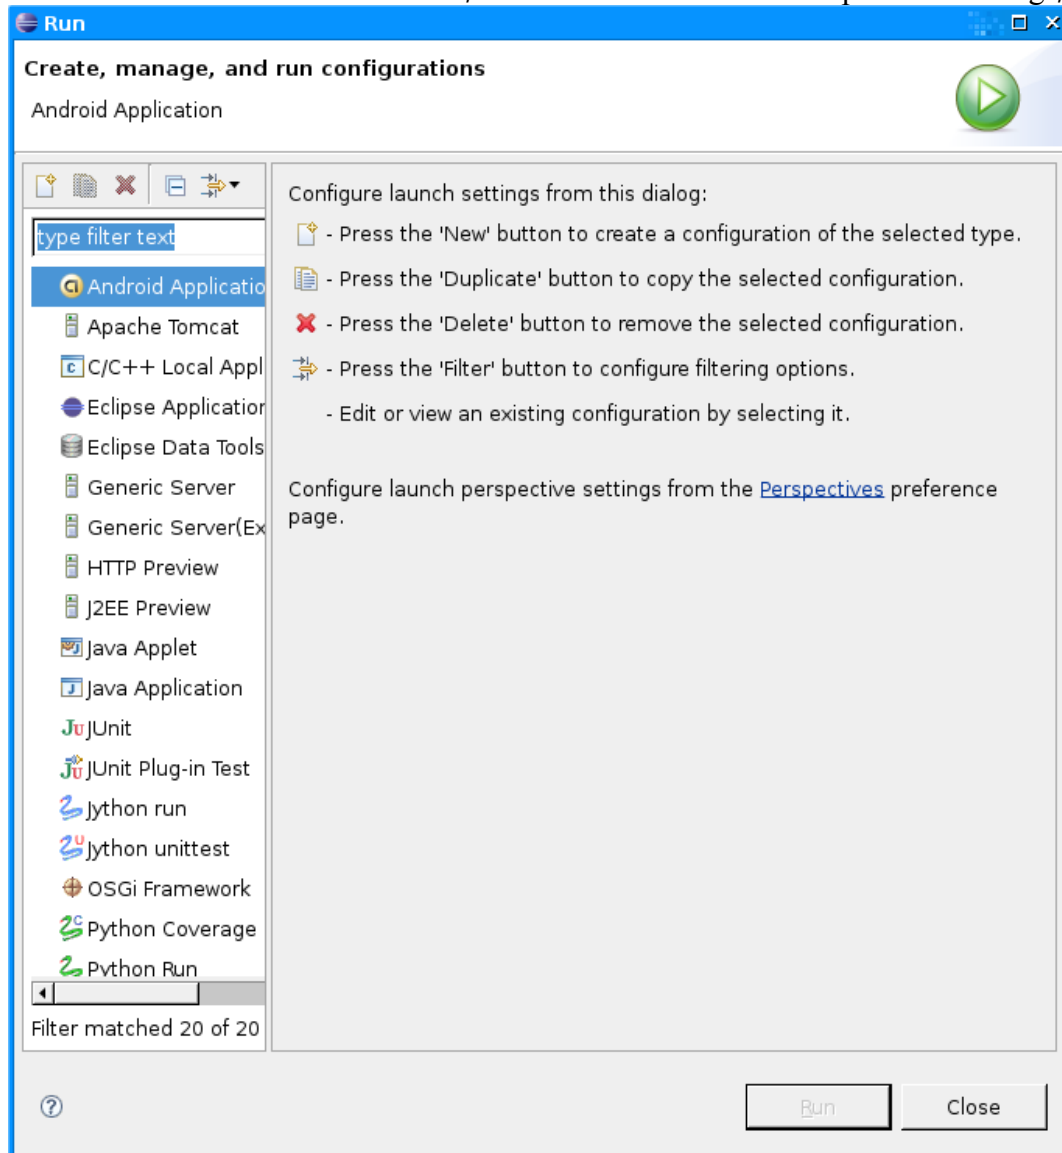 Run
Create, manage, and run configurations
Android Application
type filter text
Android Applicatio
Apache Tomcat
C/C++ Local Appl
Eclipse Application
Eclipse Data Tools
Generic Server
Generic Server(Ex
HTTP Preview
J2EE Preview
Java Applet
Java Application
JUnit
JUnit Plug-in Test
Jython run
Jython unittest
OSGi Framework
Python Coverage
Python Run
Filter matched 20 of 20
Configure launch settings from this dialog:
- Press the 'New' button to create a configuration of the selected type.
- Press the 'Duplicate' button to copy the selected configuration.
- Press the 'Delete' button to remove the selected configuration.
- Press the 'Filter' button to configure filtering options.
- Edit or view an existing configuration by selecting it.
Configure launch perspective settings from the Perspectives preference
page.
Run
Close